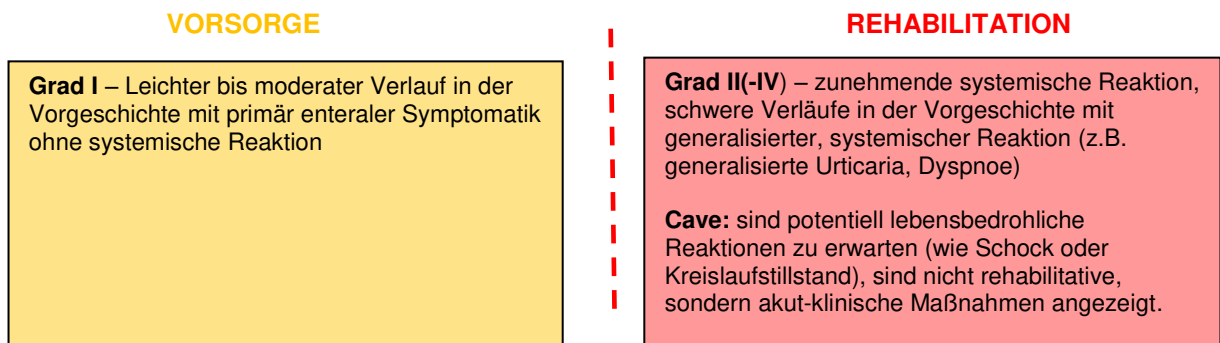 VORSORGE
REHABILITATION
Grad I – Leichter bis moderater Verlauf in der
Vorgeschichte mit primär enteraler Symptomatik
ohne systemische Reaktion
Grad II(-IV) – zunehmende systemische Reaktion,
schwere Verläufe in der Vorgeschichte mit
generalisierter, systemischer Reaktion (z.B.
generalisierte Urticaria, Dyspnoe)
Cave: sind potentiell lebensbedrohliche
Reaktionen zu erwarten (wie Schock oder
Kreislaufstillstand), sind nicht rehabilitative,
sondern akut-klinische Maßnahmen angezeigt.